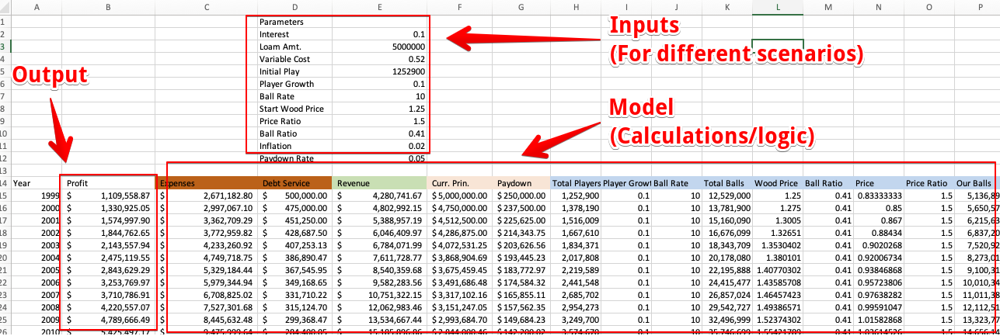 A B C D E F G H I J K L M N O P
1 Parameters
2 Interest 0.1
3 Loam Amt. 5000000
4 Variable Cost 0.52
5 Initial Play 1252900
6 Player Growth 0.1
7 Ball Rate 10
8 Start Wood Price 1.25
9 Price Ratio 1.5
10 Ball Ratio 0.41
11 Inflation 0.02
12 Paydown Rate 0.05
Inputs
(For different scenarios)
Output
Model
(Calculations/logic)
13
14 Year Profit Expenses Debt Service Revenue Curr. Prin. Paydown Total Players Player Growt Ball Rate Total Balls Wood Price Ball Ratio Price Price Ratio Our Balls
15 1999 $ 1,109,558.87 $ 2,671,182.80 $ 500,000.00 $ 4,280,741.67 $ 5,000,000.00 $ 250,000.00 1,252,900 0.1 10 12,529,000 1.25 0.41 0.83333333 1.5 5,136,89
16 2000 $ 1,330,925.05 $ 2,997,067.10 $ 475,000.00 $ 4,802,992.15 $ 4,750,000.00 $ 237,500.00 1,378,190 0.1 10 13,781,900 1.275 0.41 0.85 1.5 5,650,57
17 2001 $ 1,574,997.90 $ 3,362,709.29 $ 451,250.00 $ 5,388,957.19 $ 4,512,500.00 $ 225,625.00 1,516,009 0.1 10 15,160,090 1.3005 0.41 0.867 1.5 6,215,63
18 2002 $ 1,844,762.65 $ 3,772,959.82 $ 428,687.50 $ 6,046,409.97 $ 4,286,875.00 $ 214,343.75 1,667,610 0.1 10 16,676,099 1.32651 0.41 0.88434 1.5 6,837,20
19 2003 $ 2,143,557.94 $ 4,233,260.92 $ 407,253.13 $ 6,784,071.99 $ 4,072,531.25 $ 203,626.56 1,834,371 0.1 10 18,343,709 1.3530402 0.41 0.9020268 1.5 7,520,92
20 2004 $ 2,475,119.55 $ 4,749,718.75 $ 386,890.47 $ 7,611,728.77 $ 3,868,904.69 $ 193,445.23 2,017,808 0.1 10 20,178,080 1.380101 0.41 0.92006734 1.5 8,273,01
21 2005 $ 2,843,629.29 $ 5,329,184.44 $ 367,545.95 $ 8,540,359.68 $ 3,675,459.45 $ 183,772.97 2,219,589 0.1 10 22,195,888 1.40770302 0.41 0.93846868 1.5 9,100,31
22 2006 $ 3,253,769.97 $ 5,979,344.94 $ 349,168.65 $ 9,582,283.56 $ 3,491,686.48 $ 174,584.32 2,441,548 0.1 10 24,415,477 1.43585708 0.41 0.95723806 1.5 10,010,34
23 2007 $ 3,710,786.91 $ 6,708,825.02 $ 331,710.22 $ 10,751,322.15 $ 3,317,102.16 $ 165,855.11 2,685,702 0.1 10 26,857,024 1.46457423 0.41 0.97638282 1.5 11,011,38
24 2008 $ 4,220,557.07 $ 7,527,301.68 $ 315,124.70 $ 12,062,983.46 $ 3,151,247.05 $ 157,562.35 2,954,273 0.1 10 29,542,727 1.49386571 0.41 0.99591047 1.5 12,112,51
25 2009 $ 4,789,666.49 $ 8,445,632.48 $ 299,368.47 $ 13,534,667.44 $ 2,993,684.70 $ 149,684.23 3,249,700 0.1 10 32,496,999 1.52374302 0.41 1.01582868 1.5 13,323,77
26 2010 $